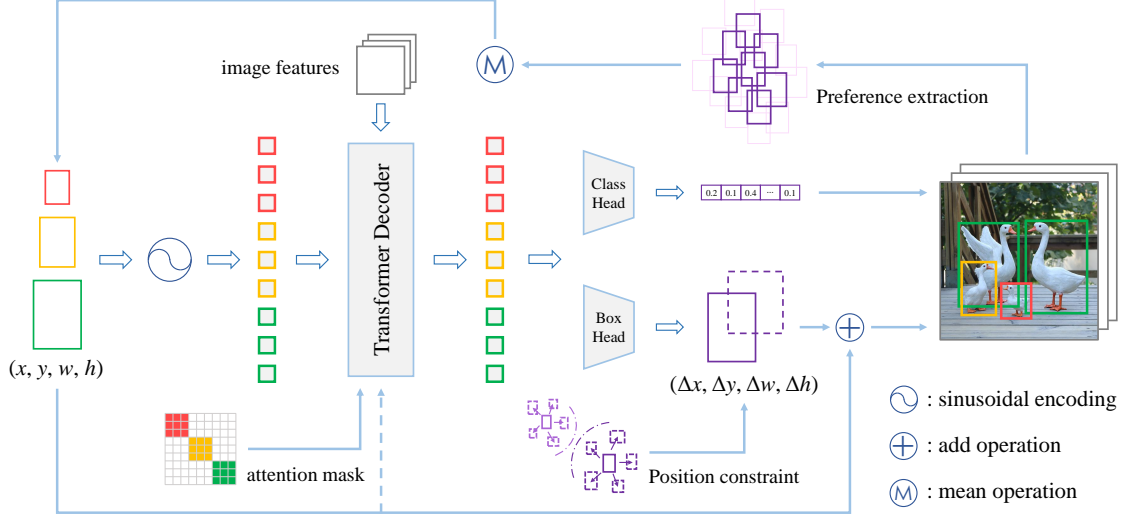 image features
M
Preference extraction
Transformer Decoder
Class
Head
0.2 0.1 0.4 ... 0.1
Box
Head
(x, y, w, h)
(Δx, Δy, Δw, Δh)
attention mask
Position constraint
: sinusoidal encoding
: add operation
M : mean operation